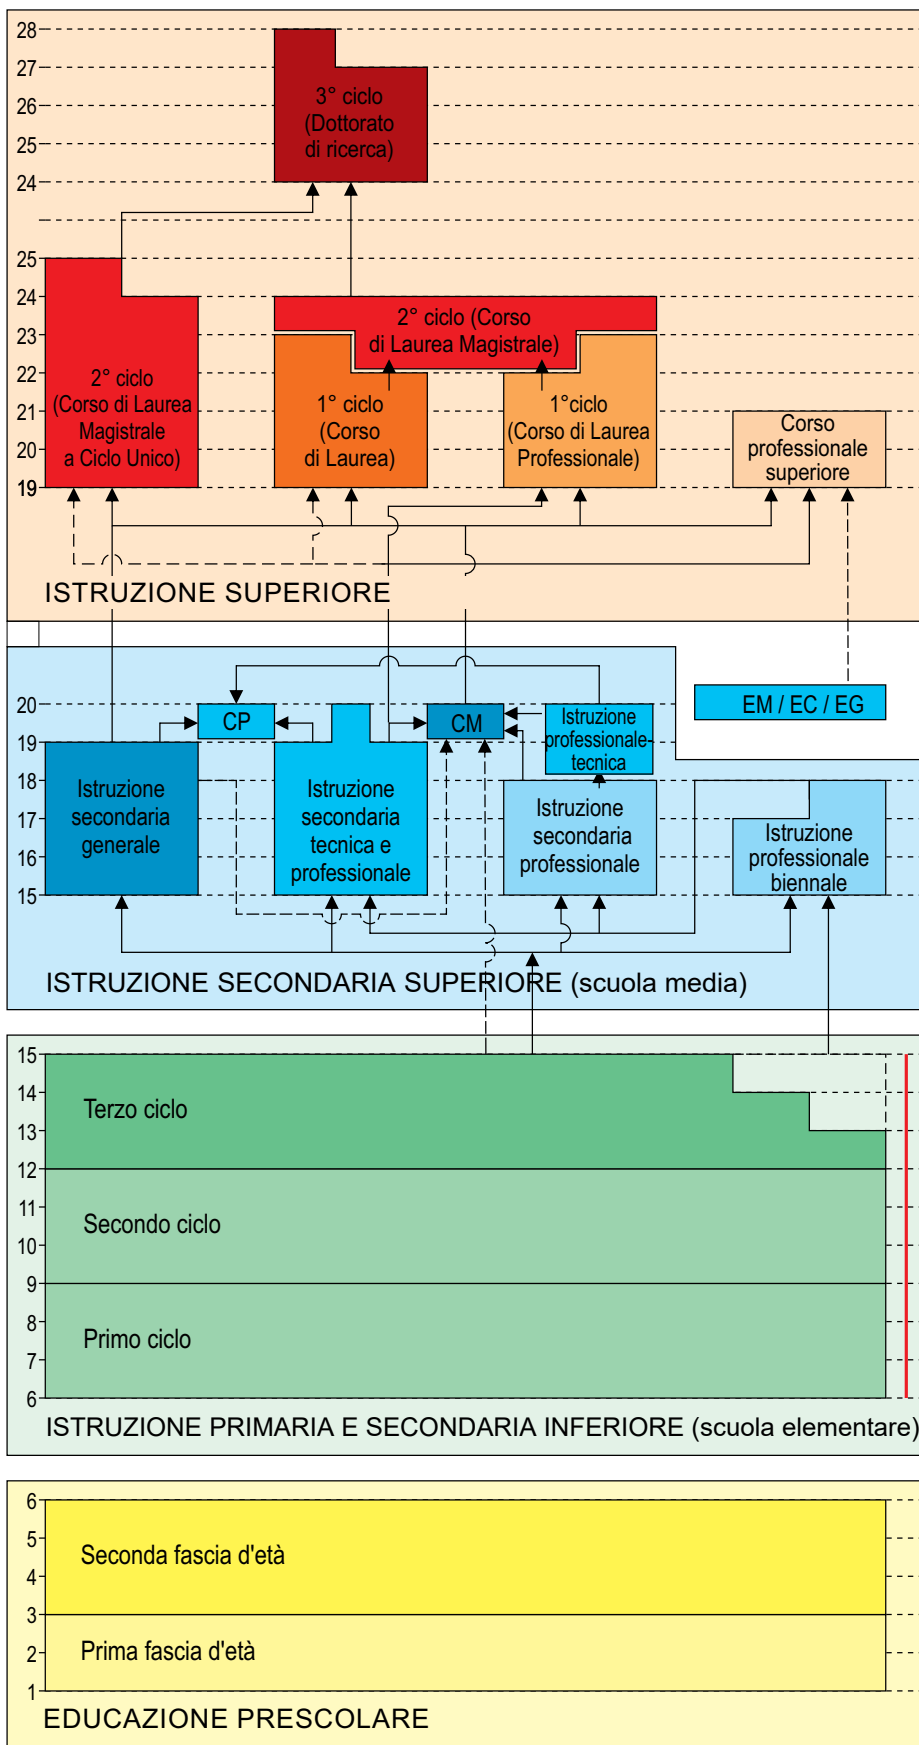 28
27
26
25
24
3° ciclo
(Dottorato
di ricerca)
25
24
23
22
21
20
19
2° ciclo
(Corso di Laurea
Magistrale
a Ciclo Unico)
2° ciclo (Corso
di Laurea Magistrale)
1° ciclo
(Corso
di Laurea)
1°ciclo
(Corso di Laurea
Professionale)
Corso
professionale
superiore
ISTRUZIONE SUPERIORE
20
19
18
17
16
15
CP
CM
EM / EC / EG
Istruzione
professionale-
tecnica
Istruzione
secondaria
generale
Istruzione
secondaria
tecnica e
professionale
Istruzione
secondaria
professionale
Istruzione
professionale
biennale
ISTRUZIONE SECONDARIA SUPERIORE (scuola media)
15
14
13
12
11
10
9
8
7
6
Terzo ciclo
Secondo ciclo
Primo ciclo
ISTRUZIONE PRIMARIA E SECONDARIA INFERIORE (scuola elementare)
6
5
4
3
2
1
Seconda fascia d'età
Prima fascia d'età
EDUCAZIONE PRESCOLARE